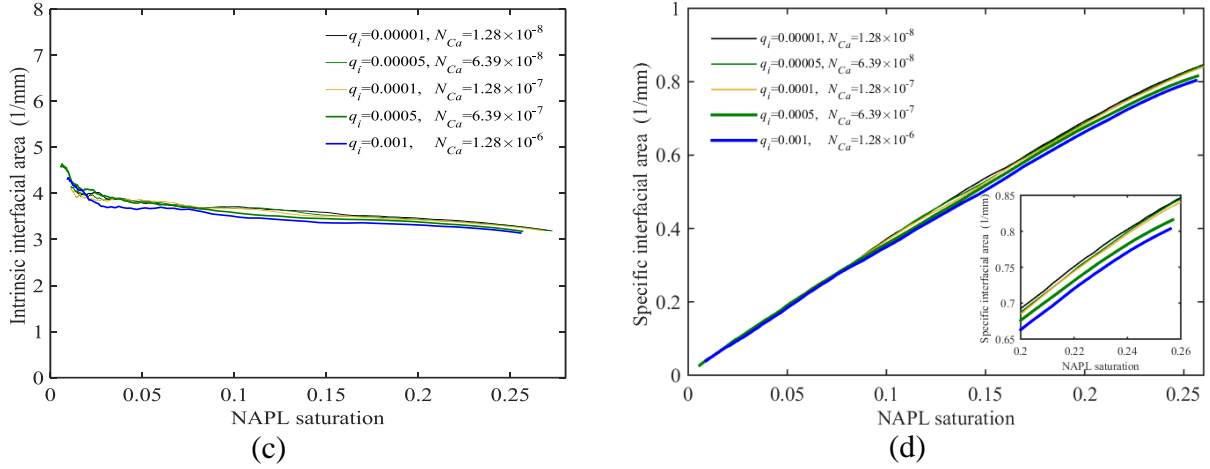 8
7
6
5
4
3
2
1
0
Intrinsic interfacial area (1/mm)
q_i=0.00001, N_Ca=1.28×10^-8
q_i=0.00005, N_Ca=6.39×10^-8
q_i=0.0001, N_Ca=1.28×10^-7
q_i=0.0005, N_Ca=6.39×10^-7
q_i=0.001, N_Ca=1.28×10^-6
0 0.05 0.1 0.15 0.2 0.25
NAPL saturation
(c)
1
0.8
0.6
0.4
0.2
0
Specific interfacial area (1/mm)
q_i=0.00001, N_Ca=1.28×10^-8
q_i=0.00005, N_Ca=6.39×10^-8
q_i=0.0001, N_Ca=1.28×10^-7
q_i=0.0005, N_Ca=6.39×10^-7
q_i=0.001, N_Ca=1.28×10^-6
0.85
0.8
0.75
0.7
0.65
Specific interfacial area (1/mm)
0.2 0.22 0.24 0.26
NAPL saturation
0 0.05 0.1 0.15 0.2 0.25
NAPL saturation
(d)